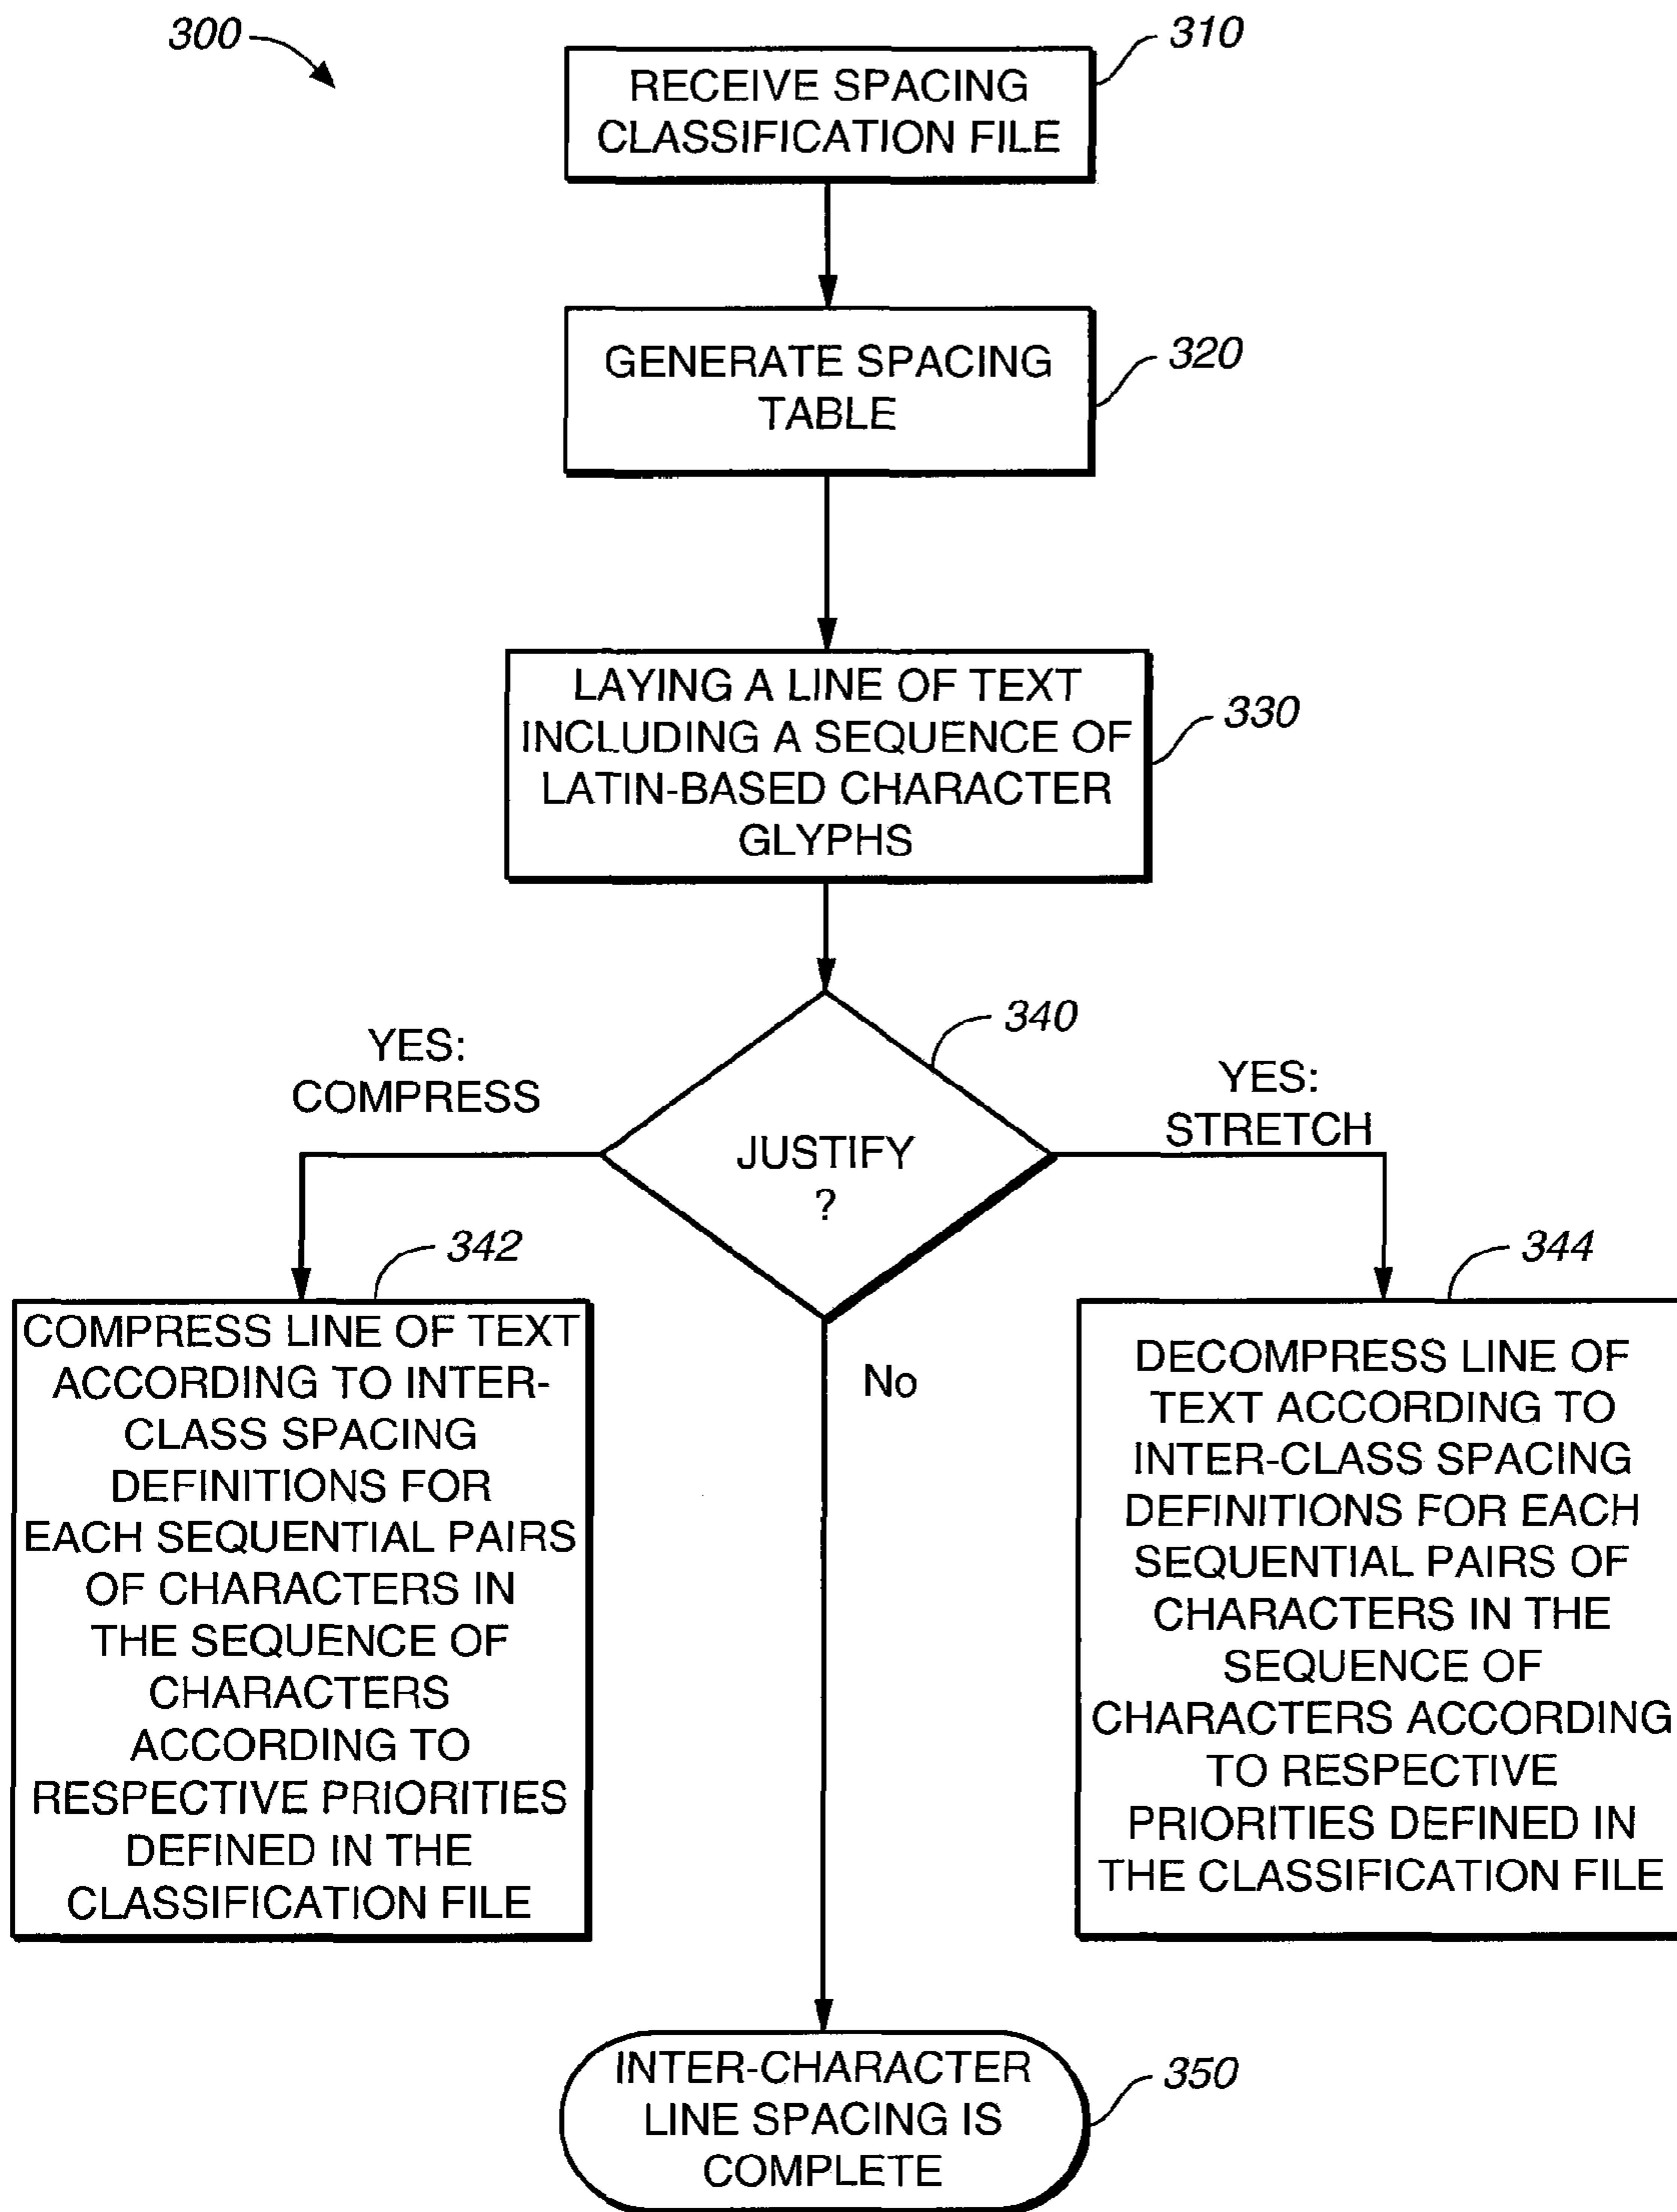 300
310
RECEIVE SPACING
CLASSIFICATION FILE
320
GENERATE SPACING
TABLE
330
LAYING A LINE OF TEXT
INCLUDING A SEQUENCE OF
LATIN-BASED CHARACTER
GLYPHS
340
JUSTIFY
?
YES:
COMPRESS
YES:
STRETCH
No
342
COMPRESS LINE OF TEXT
ACCORDING TO INTER-
CLASS SPACING
DEFINITIONS FOR
EACH SEQUENTIAL PAIRS
OF CHARACTERS IN
THE SEQUENCE OF
CHARACTERS
ACCORDING TO
RESPECTIVE PRIORITIES
DEFINED IN THE
CLASSIFICATION FILE
344
DECOMPRESS LINE OF
TEXT ACCORDING TO
INTER-CLASS SPACING
DEFINITIONS FOR EACH
SEQUENTIAL PAIRS OF
CHARACTERS IN THE
SEQUENCE OF
CHARACTERS ACCORDING
TO RESPECTIVE
PRIORITIES DEFINED IN
THE CLASSIFICATION FILE
INTER-CHARACTER
LINE SPACING IS
COMPLETE
350